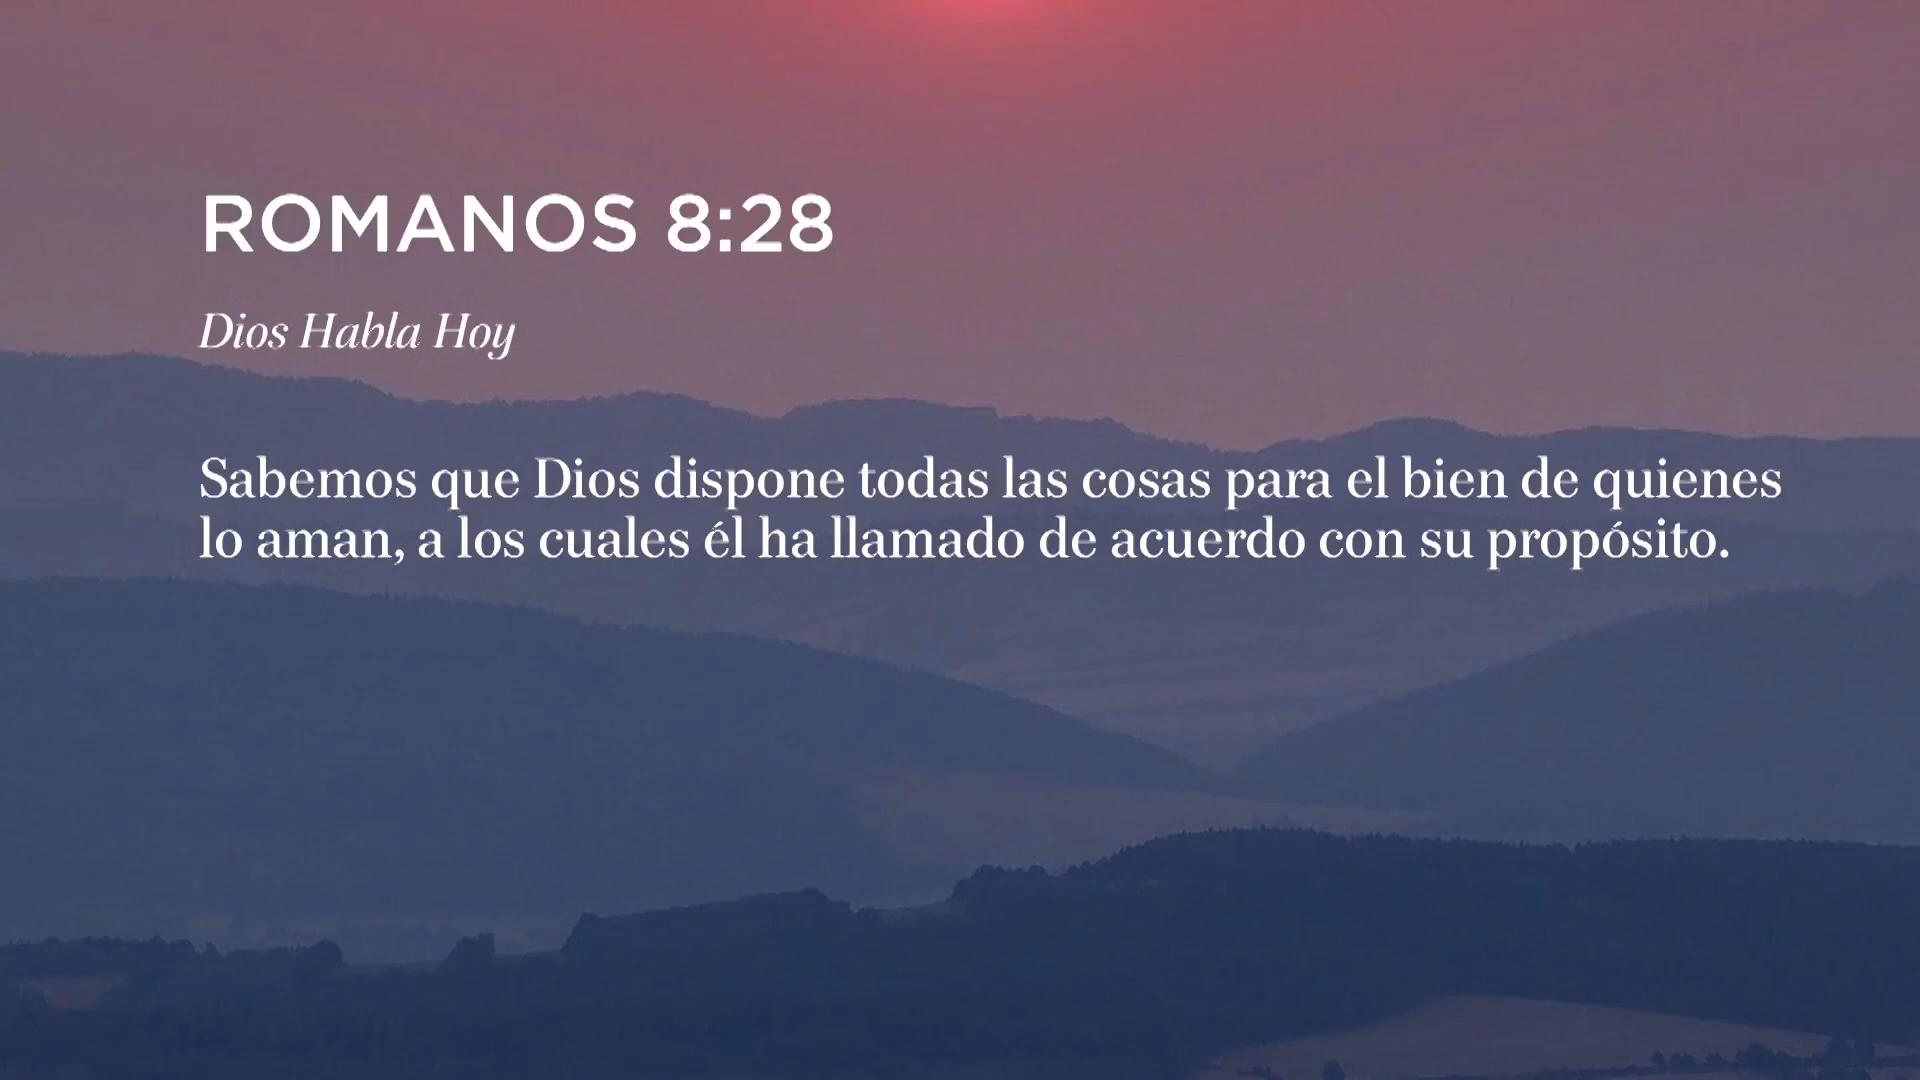 ROMANOS 8:28
Dios Habla Hoy
Sabemos que Dios dispone todas las cosas para el bien de quienes
lo aman, a los cuales él ha llamado de acuerdo con su propósito.